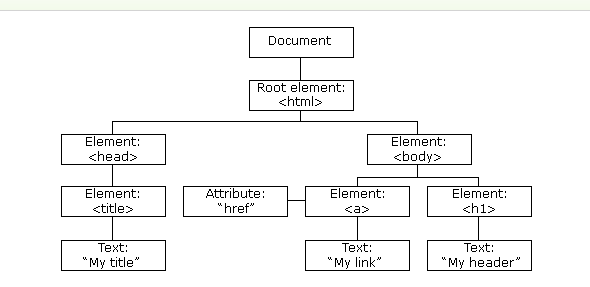 Document
Root element:
<html>
Element:
<head>
Element:
<body>
Element:
<title>
Attribute:
“href”
Element:
<a>
Element:
<h1>
Text:
“My title”
Text:
“My link”
Text:
“My header”